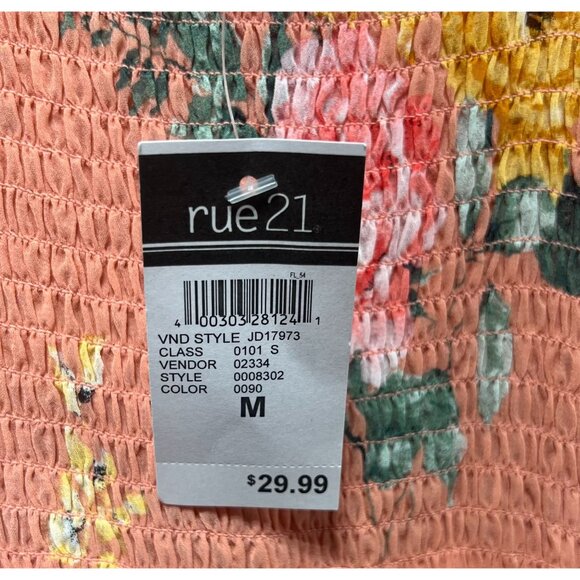 rue21
FL_54
4 00303 28124 1
VND STYLE JD17973
CLASS 0101 S
VENDOR 02334
STYLE 0008302
COLOR 0090
M
$29.99